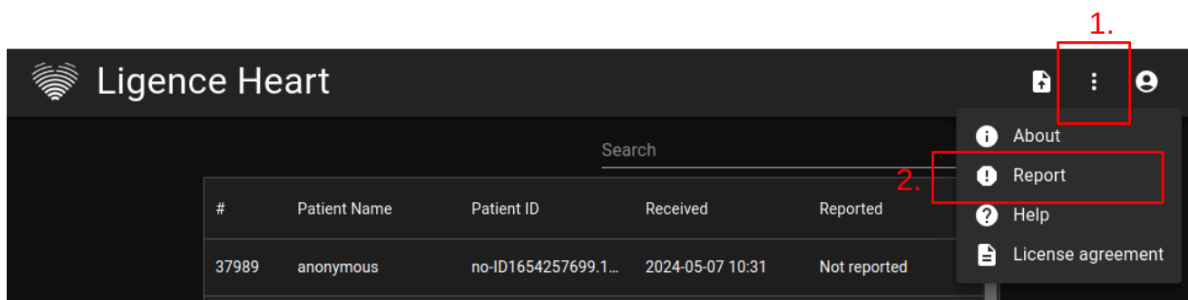 1.
Ligence Heart
About
Search
2.
Report
# Patient Name Patient ID Received Reported
Help
37989 anonymous no-ID1654257699.1... 2024-05-07 10:31 Not reported
License agreement